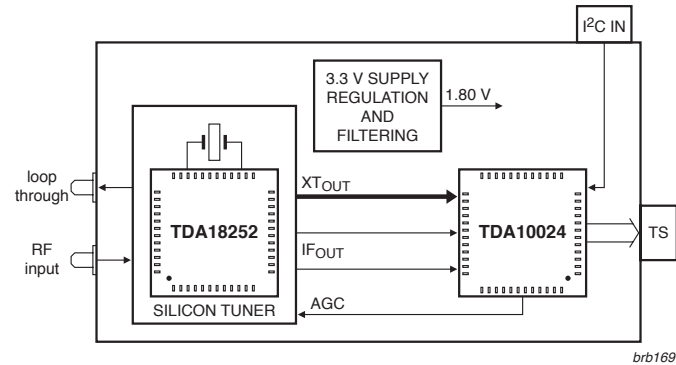 I²C IN
3.3 V SUPPLY
REGULATION
AND
FILTERING
1.80 V
loop
through
RF
input
TDA18252
SILICON TUNER
XTOUT
IFOUT
AGC
TDA10024
TS
brb169